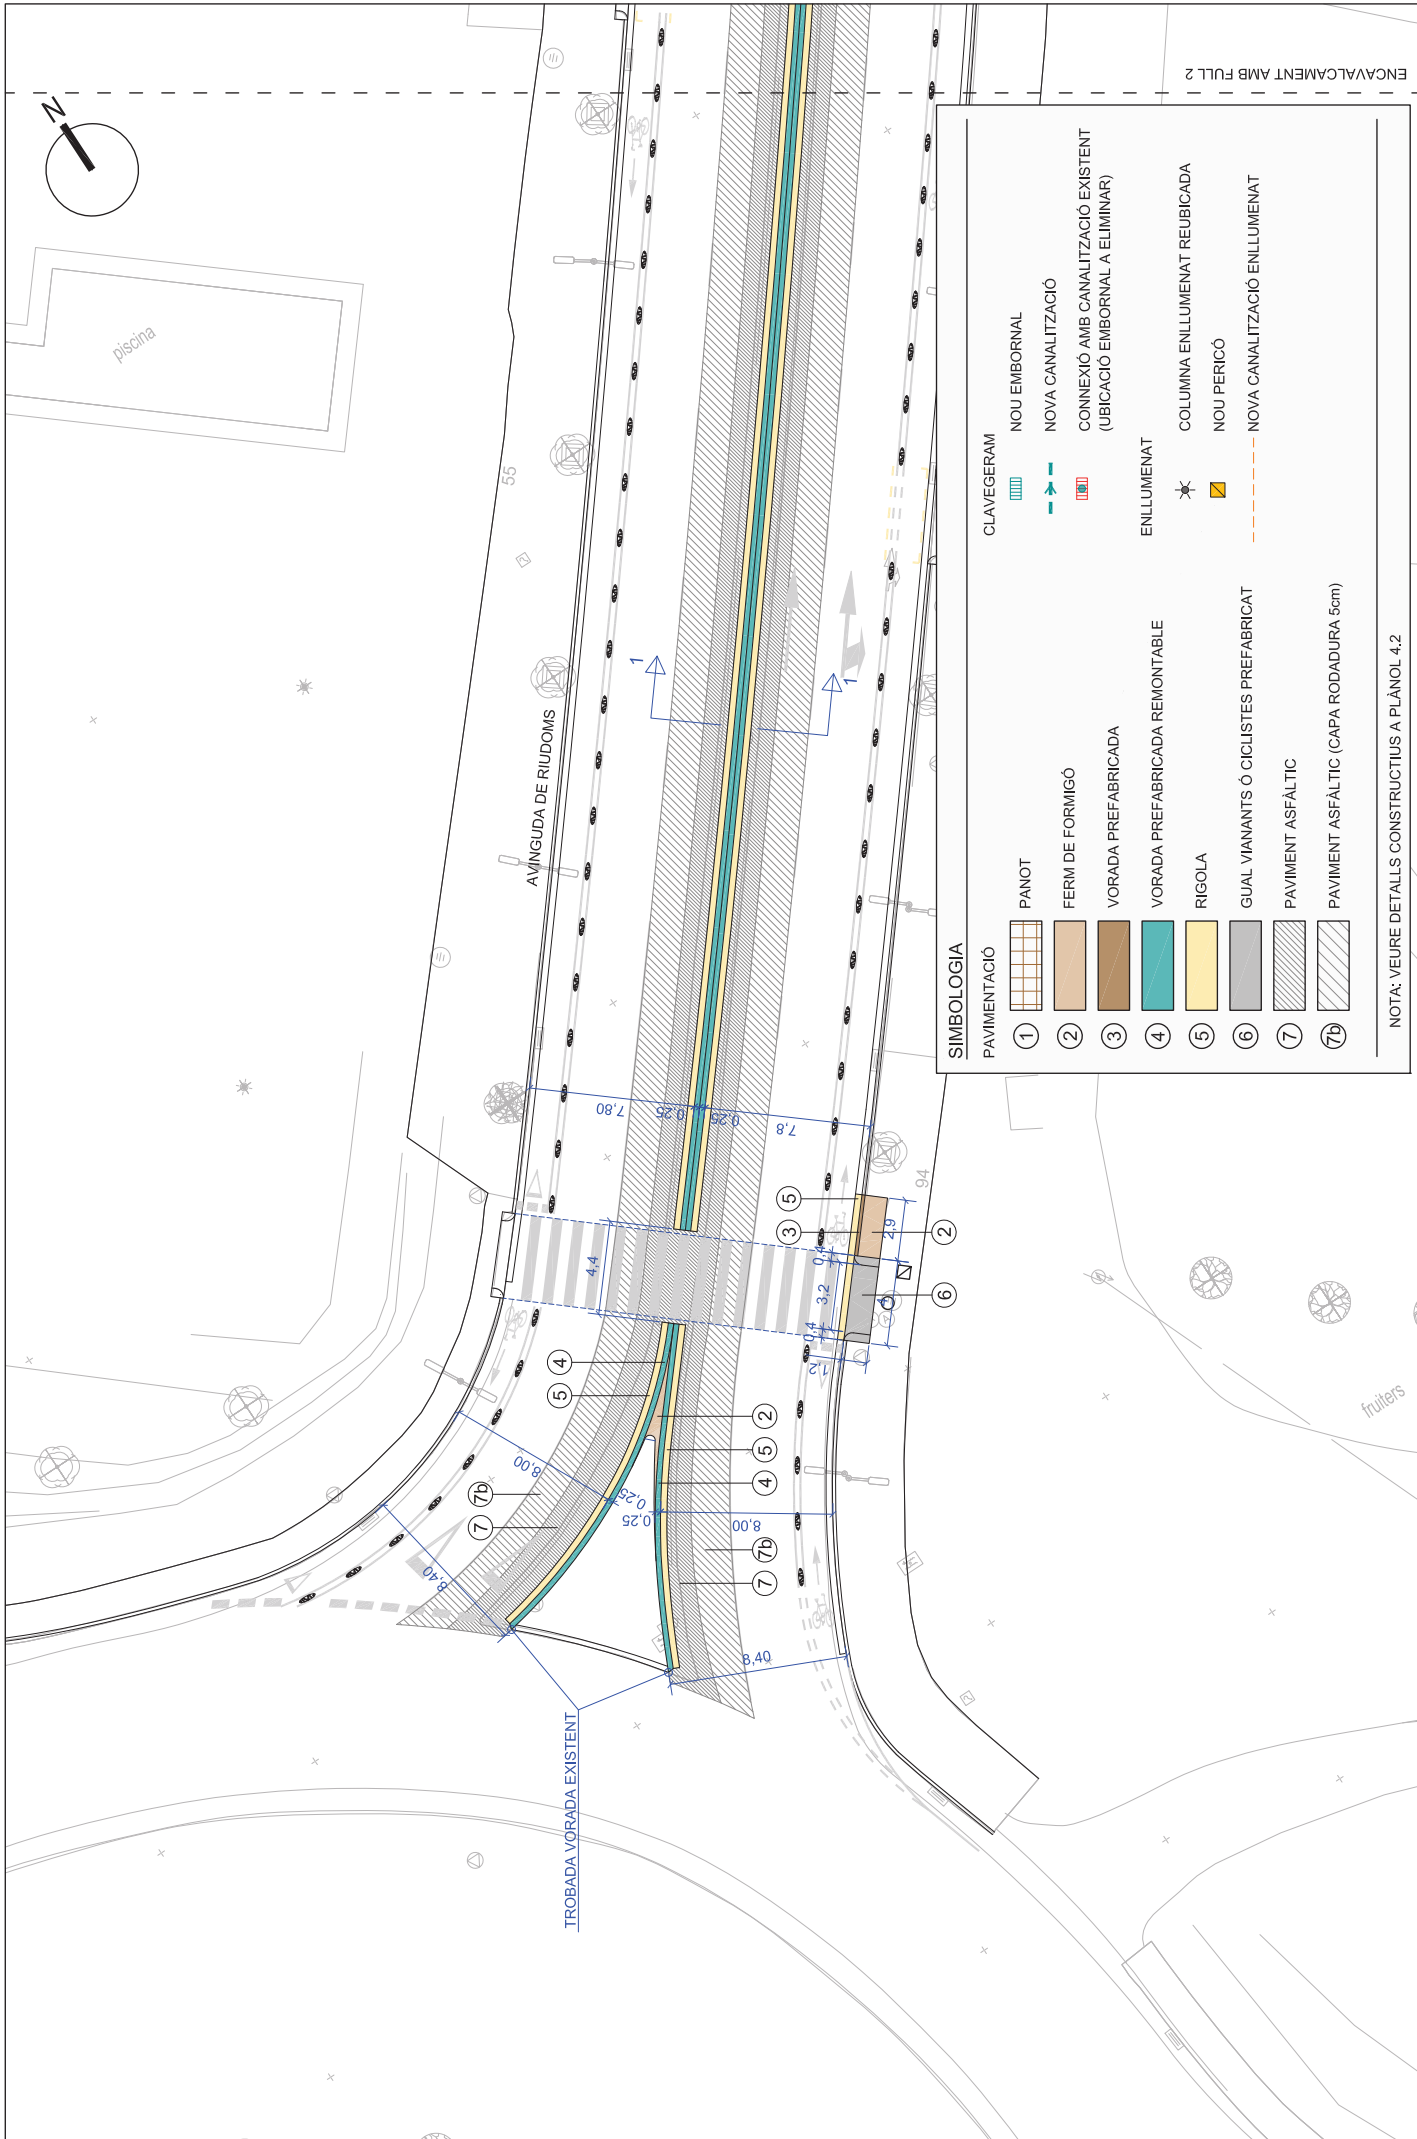 ENCAVALCAMENT AMB FULL 2
N
piscina
55
AVINGUDA DE RIUDOMS
1
1
7,80
0,25
0,25
7,8
94
4,4
5
3
2
6
2,9
0,4
3,2
4
0,4
1,2
4
5
2
5
4
7b
7
7b
7
8,00
0,25
0,25
8,00
8,40
8,40
TROBADA VORADA EXISTENT
fruiters
SIMBOLOGIA
PAVIMENTACIÓ
1 PANOT
2 FERM DE FORMIGÓ
3 VORADA PREFABRICADA
4 VORADA PREFABRICADA REMONTABLE
5 RIGOLA
6 GUAL VIANANTS Ó CICLISTES PREFABRICAT
7 PAVIMENT ASFÀLTIC
7b PAVIMENT ASFÀLTIC (CAPA RODADURA 5cm)
CLAVEGERAM
NOU EMBORNAL
NOVA CANALITZACIÓ
CONNEXIÓ AMB CANALITZACIÓ EXISTENT
(UBICACIÓ EMBORNAL A ELIMINAR)
ENLLUMENAT
COLUMNA ENLLUMENAT REUBICADA
NOU PERICÓ
NOVA CANALITZACIÓ ENLLUMENAT
NOTA: VEURE DETALLS CONSTRUCTIUS A PLÀNOL 4.2